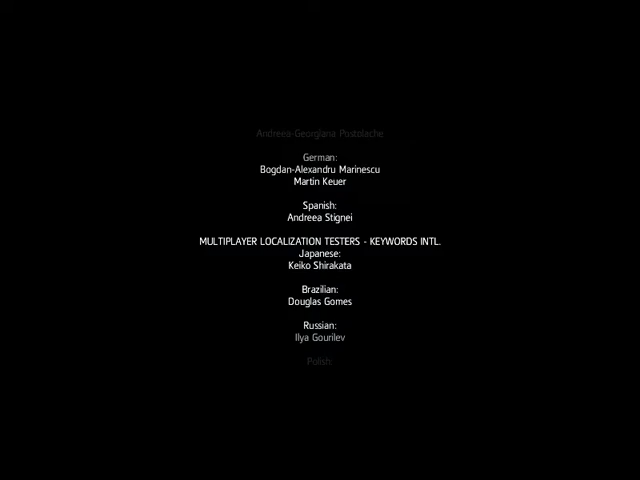 Andreea-Georgiana Postolache
German:
Bogdan-Alexandru Marinescu
Martin Keuer
Spanish:
Andreea Stignei
MULTIPLAYER LOCALIZATION TESTERS - KEYWORDS INTL.
Japanese:
Keiko Shirakata
Brazilian:
Douglas Gomes
Russian:
Ilya Gourilev
Polish: